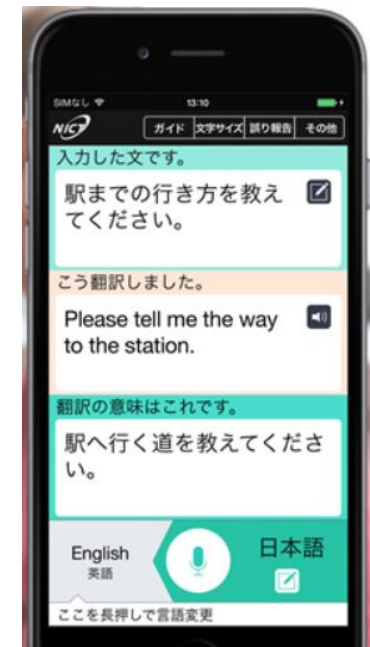 SIMなし 13:10
NICT ガイド 文字サイズ 誤り報告 その他
入力した文です。
駅までの行き方を教え
てください。
こう翻訳しました。
Please tell me the way
to the station.
翻訳の意味はこれです。
駅へ行く道を教えてくださ
い。
English 日本語
英語
ここを長押しで言語変更